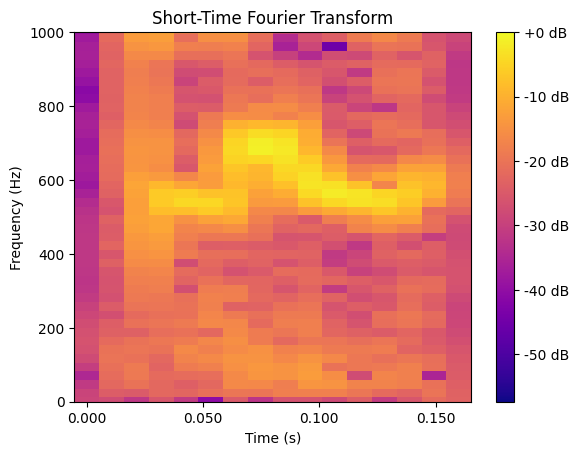 Short-Time Fourier Transform
1000
800
600
400
200
0
Frequency (Hz)
0.000
0.050
0.100
0.150
Time (s)
+0 dB
-10 dB
-20 dB
-30 dB
-40 dB
-50 dB